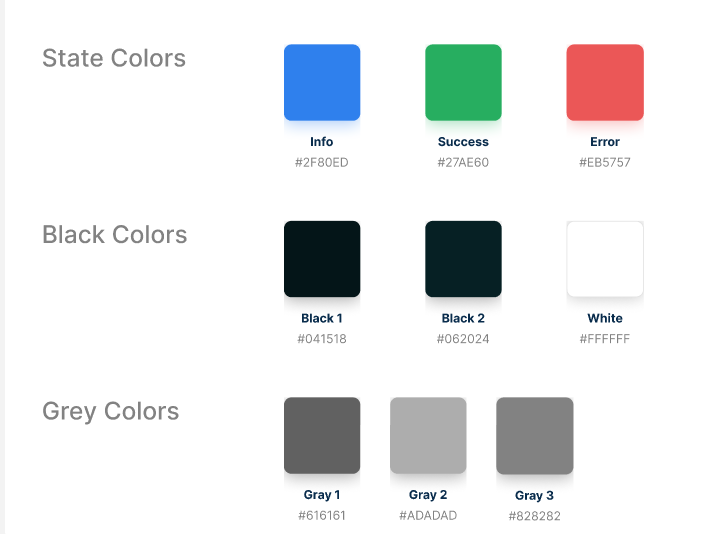 State Colors
Info Success Error
#2F80ED #27AE60 #EB5757
Black Colors
Black 1 Black 2 White
#041518 #062024 #FFFFFF
Grey Colors
Gray 1 Gray 2 Gray 3
#616161 #ADADAD #828282